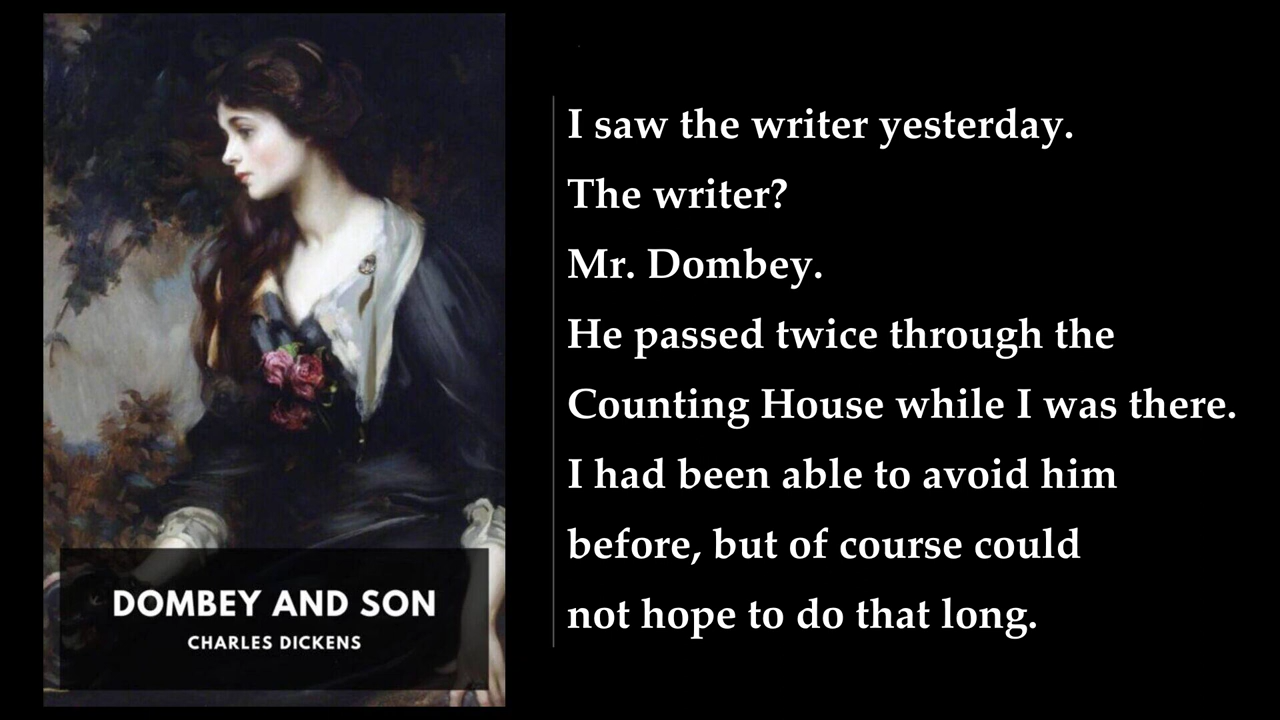 DOMBEY AND SON
CHARLES DICKENS
I saw the writer yesterday.
The writer?
Mr. Dombey.
He passed twice through the
Counting House while I was there.
I had been able to avoid him
before, but of course could
not hope to do that long.